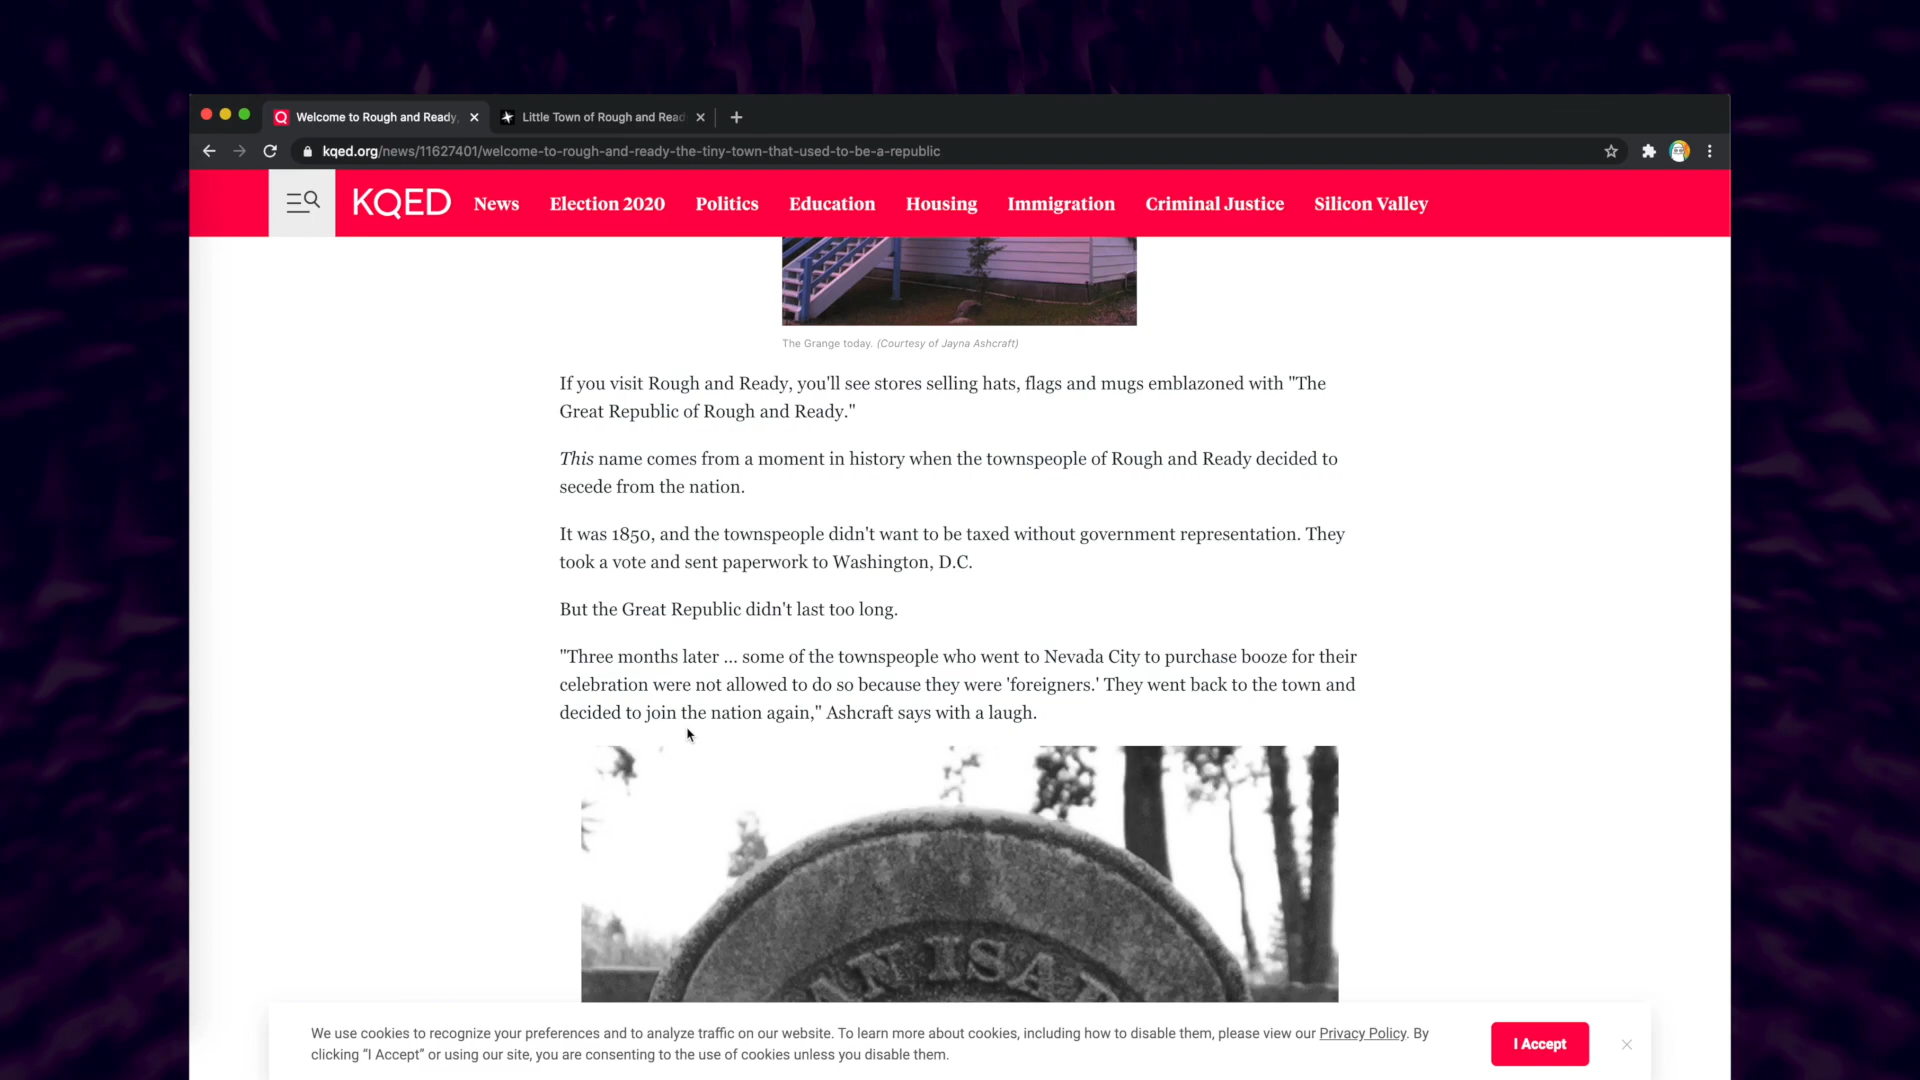 Welcome to Rough and Ready,
Little Town of Rough and Read
kqed.org/news/11627401/welcome-to-rough-and-ready-the-tiny-town-that-used-to-be-a-republic
KQED News Election 2020 Politics Education Housing Immigration Criminal Justice Silicon Valley
The Grange today. (Courtesy of Jayna Ashcraft)
If you visit Rough and Ready, you'll see stores selling hats, flags and mugs emblazoned with "The
Great Republic of Rough and Ready."
This name comes from a moment in history when the townspeople of Rough and Ready decided to
secede from the nation.
It was 1850, and the townspeople didn't want to be taxed without government representation. They
took a vote and sent paperwork to Washington, D.C.
But the Great Republic didn't last too long.
"Three months later ... some of the townspeople who went to Nevada City to purchase booze for their
celebration were not allowed to do so because they were 'foreigners.' They went back to the town and
decided to join the nation again," Ashcraft says with a laugh.
AN ISA
We use cookies to recognize your preferences and to analyze traffic on our website. To learn more about cookies, including how to disable them, please view our Privacy Policy. By
clicking “I Accept” or using our site, you are consenting to the use of cookies unless you disable them.
I Accept